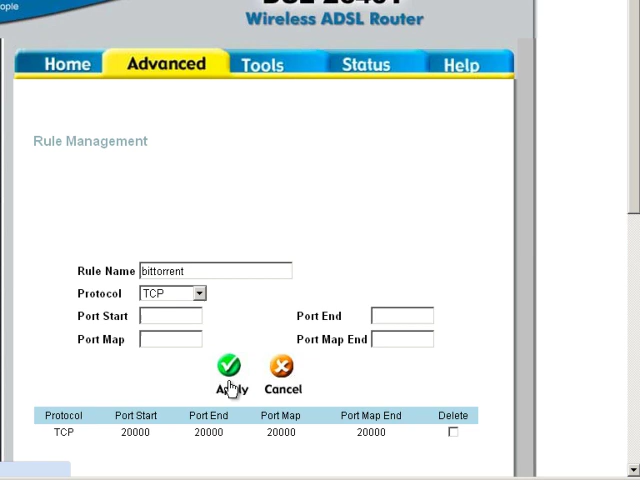 ople
Wireless ADSL Router
Home Advanced Tools Status Help
Rule Management
Rule Name bittorrent
Protocol TCP
Port Start Port End
Port Map Port Map End
Apply Cancel
Protocol Port Start Port End Port Map Port Map End Delete
TCP 20000 20000 20000 20000